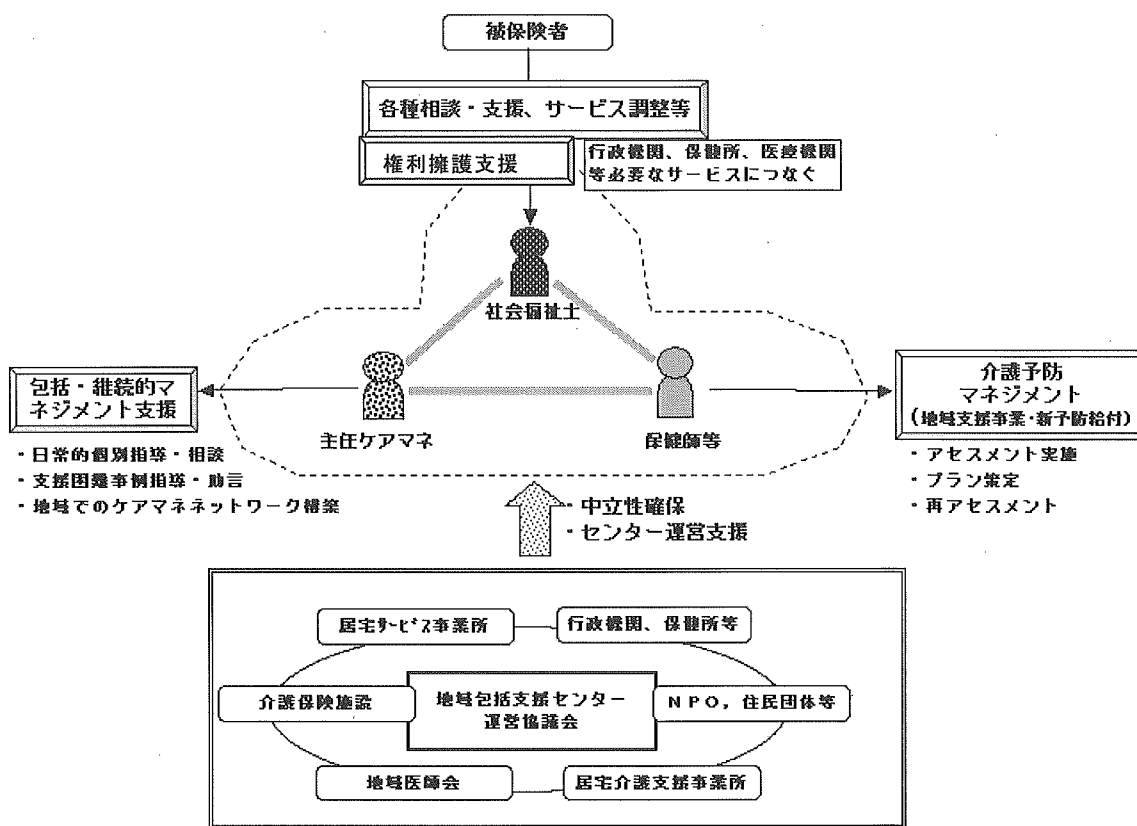 被保険者
各種相談・支援、サービス調整等
権利擁護支援
行政機関、保健所、医療機関
等必要なサービスにつなぐ
社会福祉士
包括・継続的マ
ネジメント支援
・日常的個別指導・相談
・支援困難事例指導・助言
・地域でのケアマネネットワーク構築
主任ケアマネ
保健師等
介護予防
マネジメント
(地域支援事業・新予防給付)
・アセスメント実施
・プラン策定
・再アセスメント
・中立性確保
・センター運営支援
居宅サービス事業所
行政機関、保健所等
介護保険施設
地域包括支援センター
運営協議会
NPO,住民団体等
地域医師会
居宅介護支援事業所